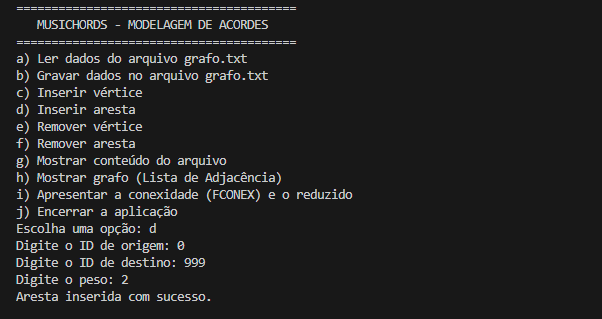 ========================================
MUSICHORDS - MODELAGEM DE ACORDES
========================================
a) Ler dados do arquivo grafo.txt
b) Gravar dados no arquivo grafo.txt
c) Inserir vértice
d) Inserir aresta
e) Remover vértice
f) Remover aresta
g) Mostrar conteúdo do arquivo
h) Mostrar grafo (Lista de Adjacência)
i) Apresentar a conexidade (FCONEX) e o reduzido
j) Encerrar a aplicação
Escolha uma opção: d
Digite o ID de origem: 0
Digite o ID de destino: 999
Digite o peso: 2
Aresta inserida com sucesso.